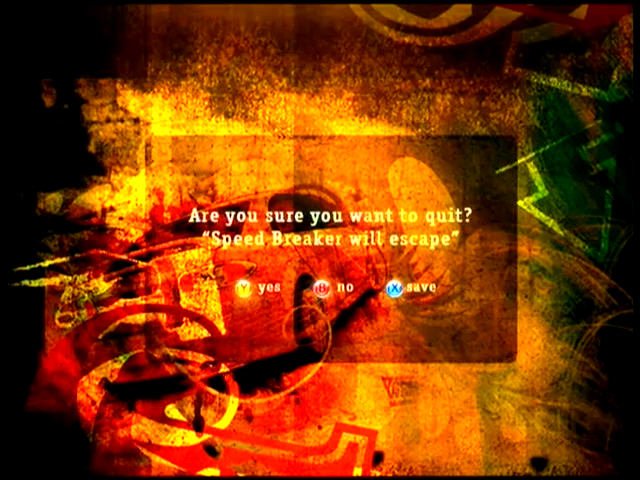 Are you sure you want to quit?
“Speed Breaker will escape”
Y yes B no X save